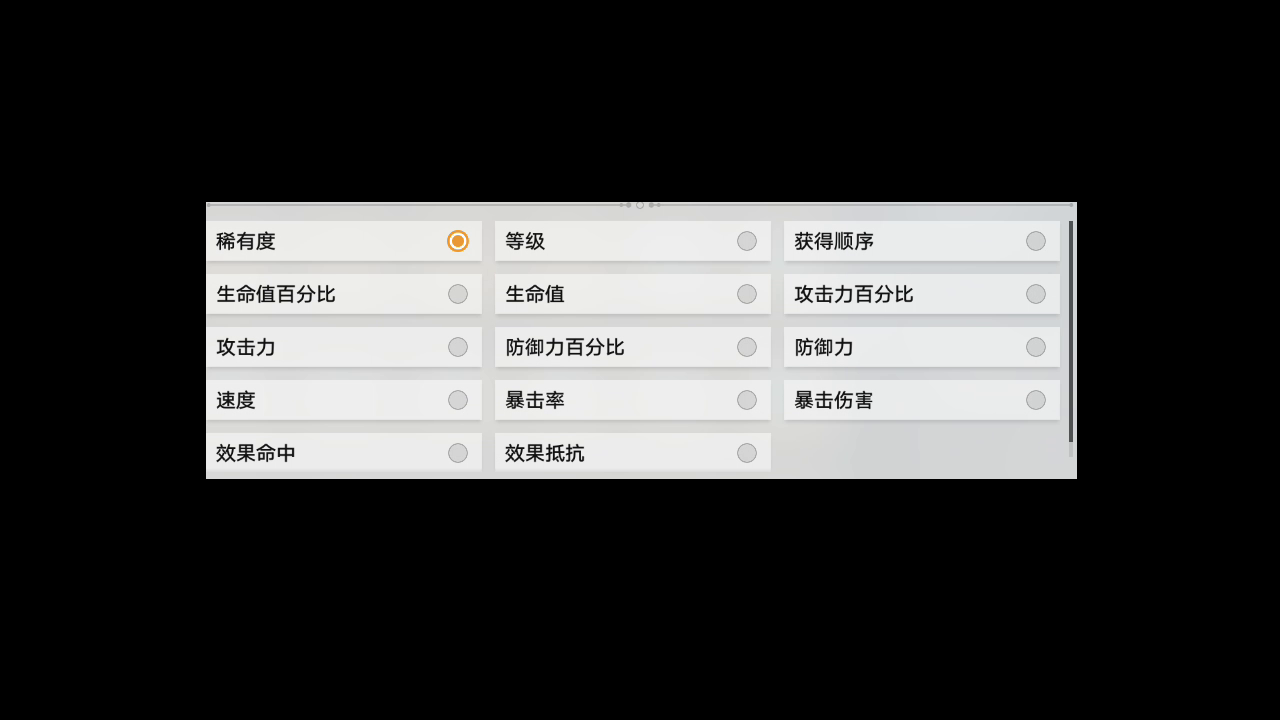 稀有度
等级
获得顺序
生命值百分比
生命值
攻击力百分比
攻击力
防御力百分比
防御力
速度
暴击率
暴击伤害
效果命中
效果抵抗